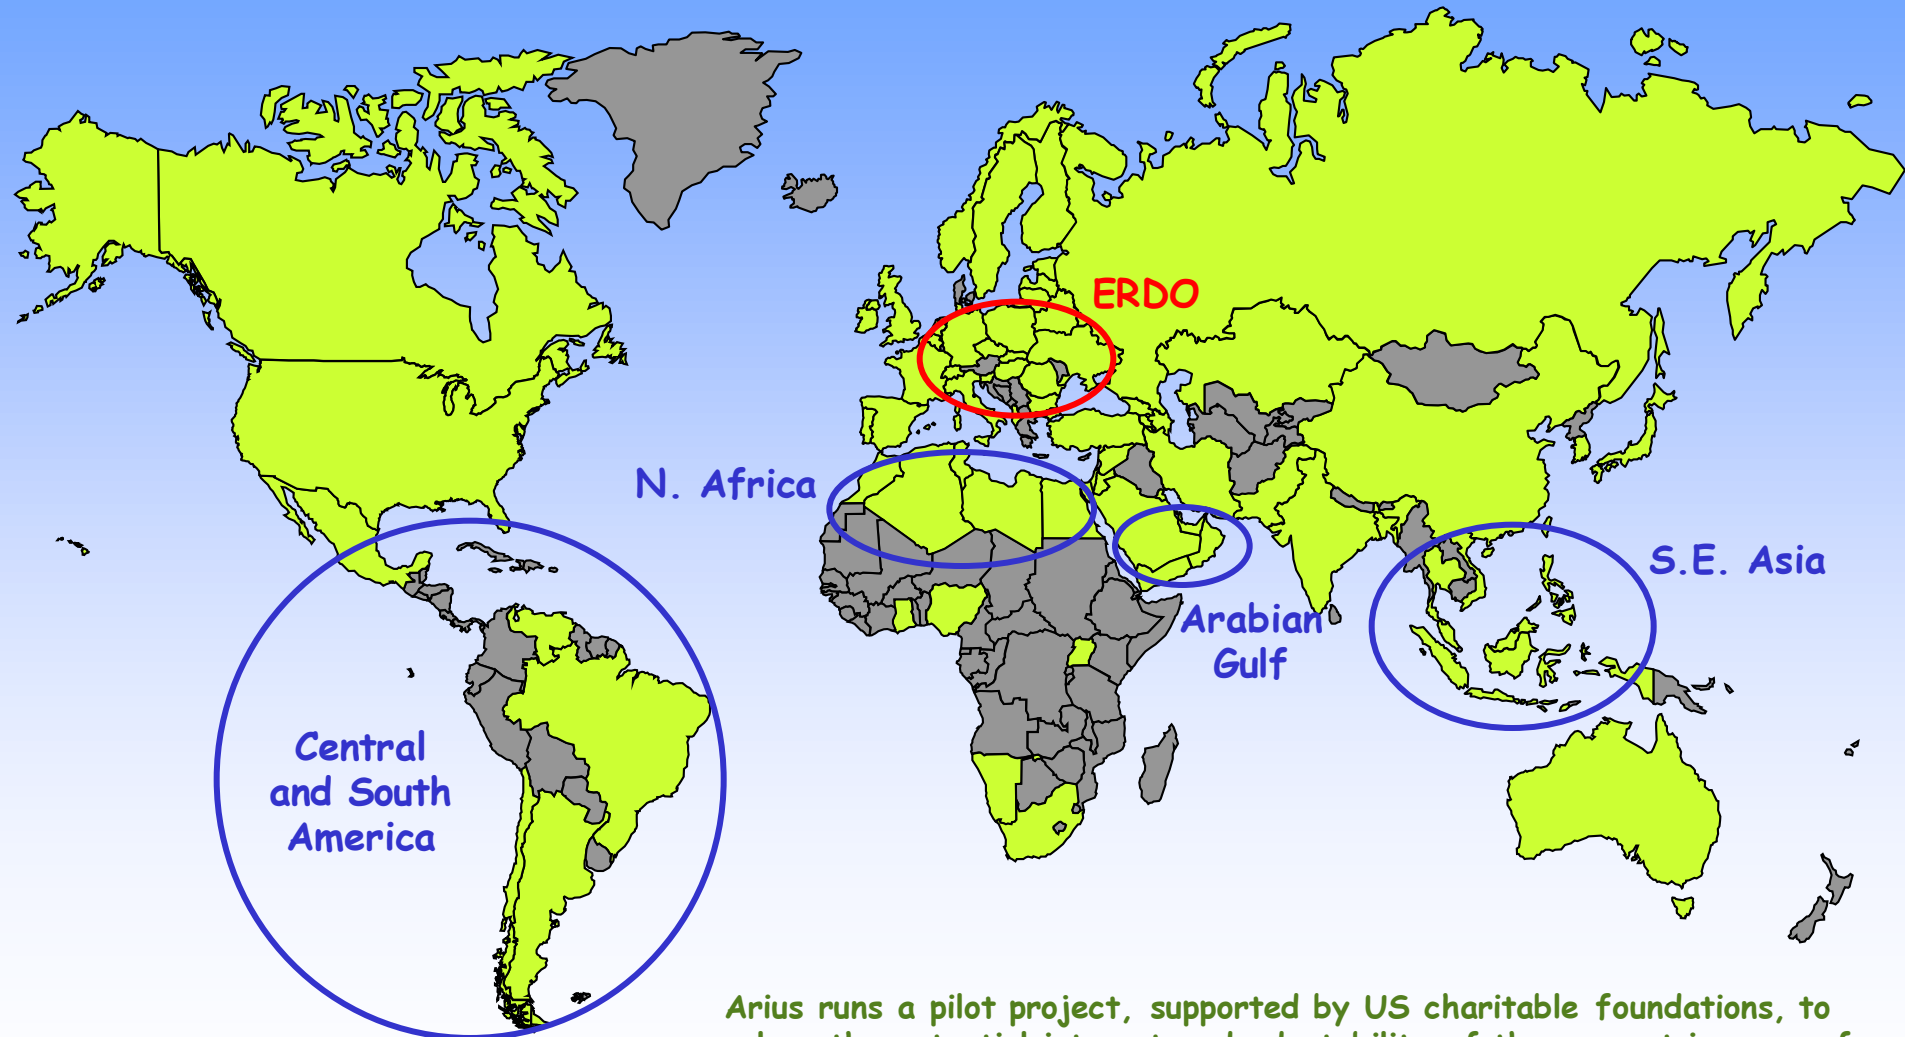 ERDO
N. Africa
S.E. Asia
Arabian
Gulf
Central
and South
America
Arius runs a pilot project, supported by US charitable foundations, to